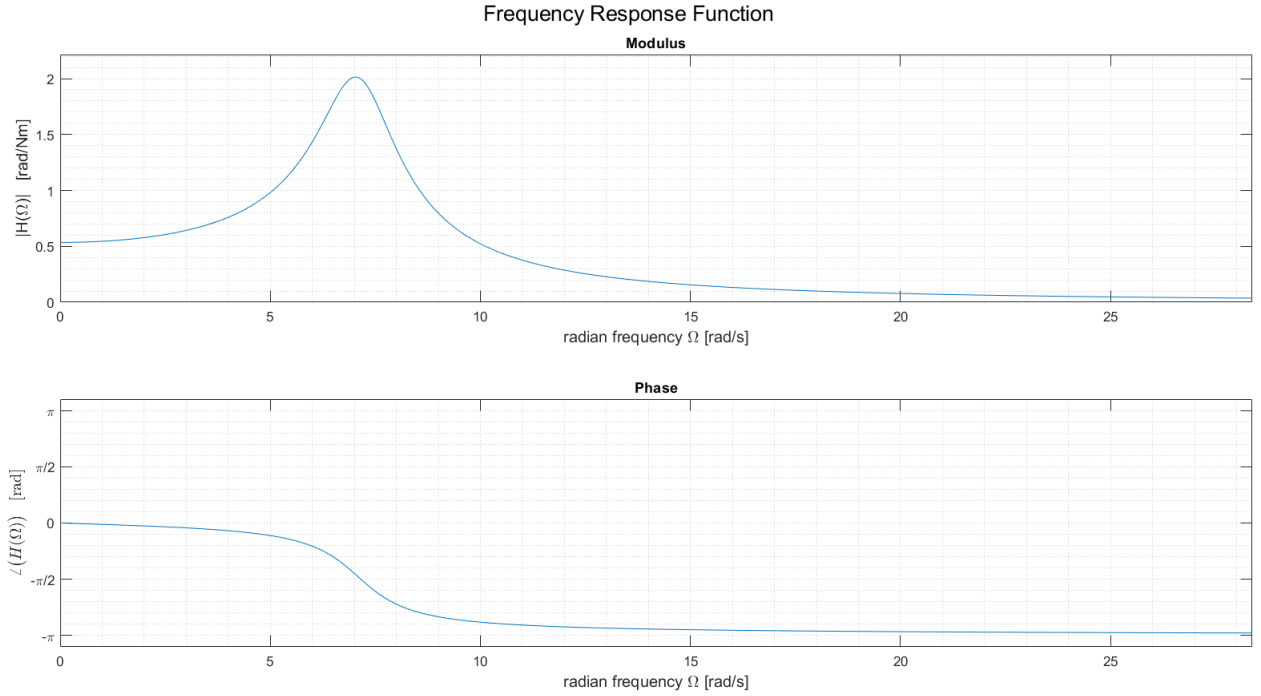 Frequency Response Function
Modulus
|H(Ω)| [rad/Nm]
2
1.5
1
0.5
0
0 5 10 15 20 25
radian frequency Ω [rad/s]
Phase
∠(H(Ω)) [rad]
π
π/2
0
-π/2
-π
0 5 10 15 20 25
radian frequency Ω [rad/s]